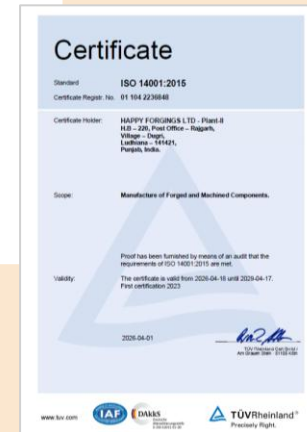 Certificate
Standard ISO 14001:2015
Certificate Registr. No. 01 104 2236848
Certificate Holder: HAPPY FORGINGS LTD - Plant-II
H.B – 220, Post Office – Rajgarh,
Village – Dugri,
Ludhiana – 141421,
Punjab, India.
Scope: Manufacture of Forged and Machined Components.
Proof has been furnished by means of an audit that the
requirements of ISO 14001:2015 are met.
Validity: The certificate is valid from 2026-04-18 until 2029-04-17.
First certification 2023
2026-04-01
www.tuv.com
IAF
DAkkS
TÜVRheinland®
Precisely Right.